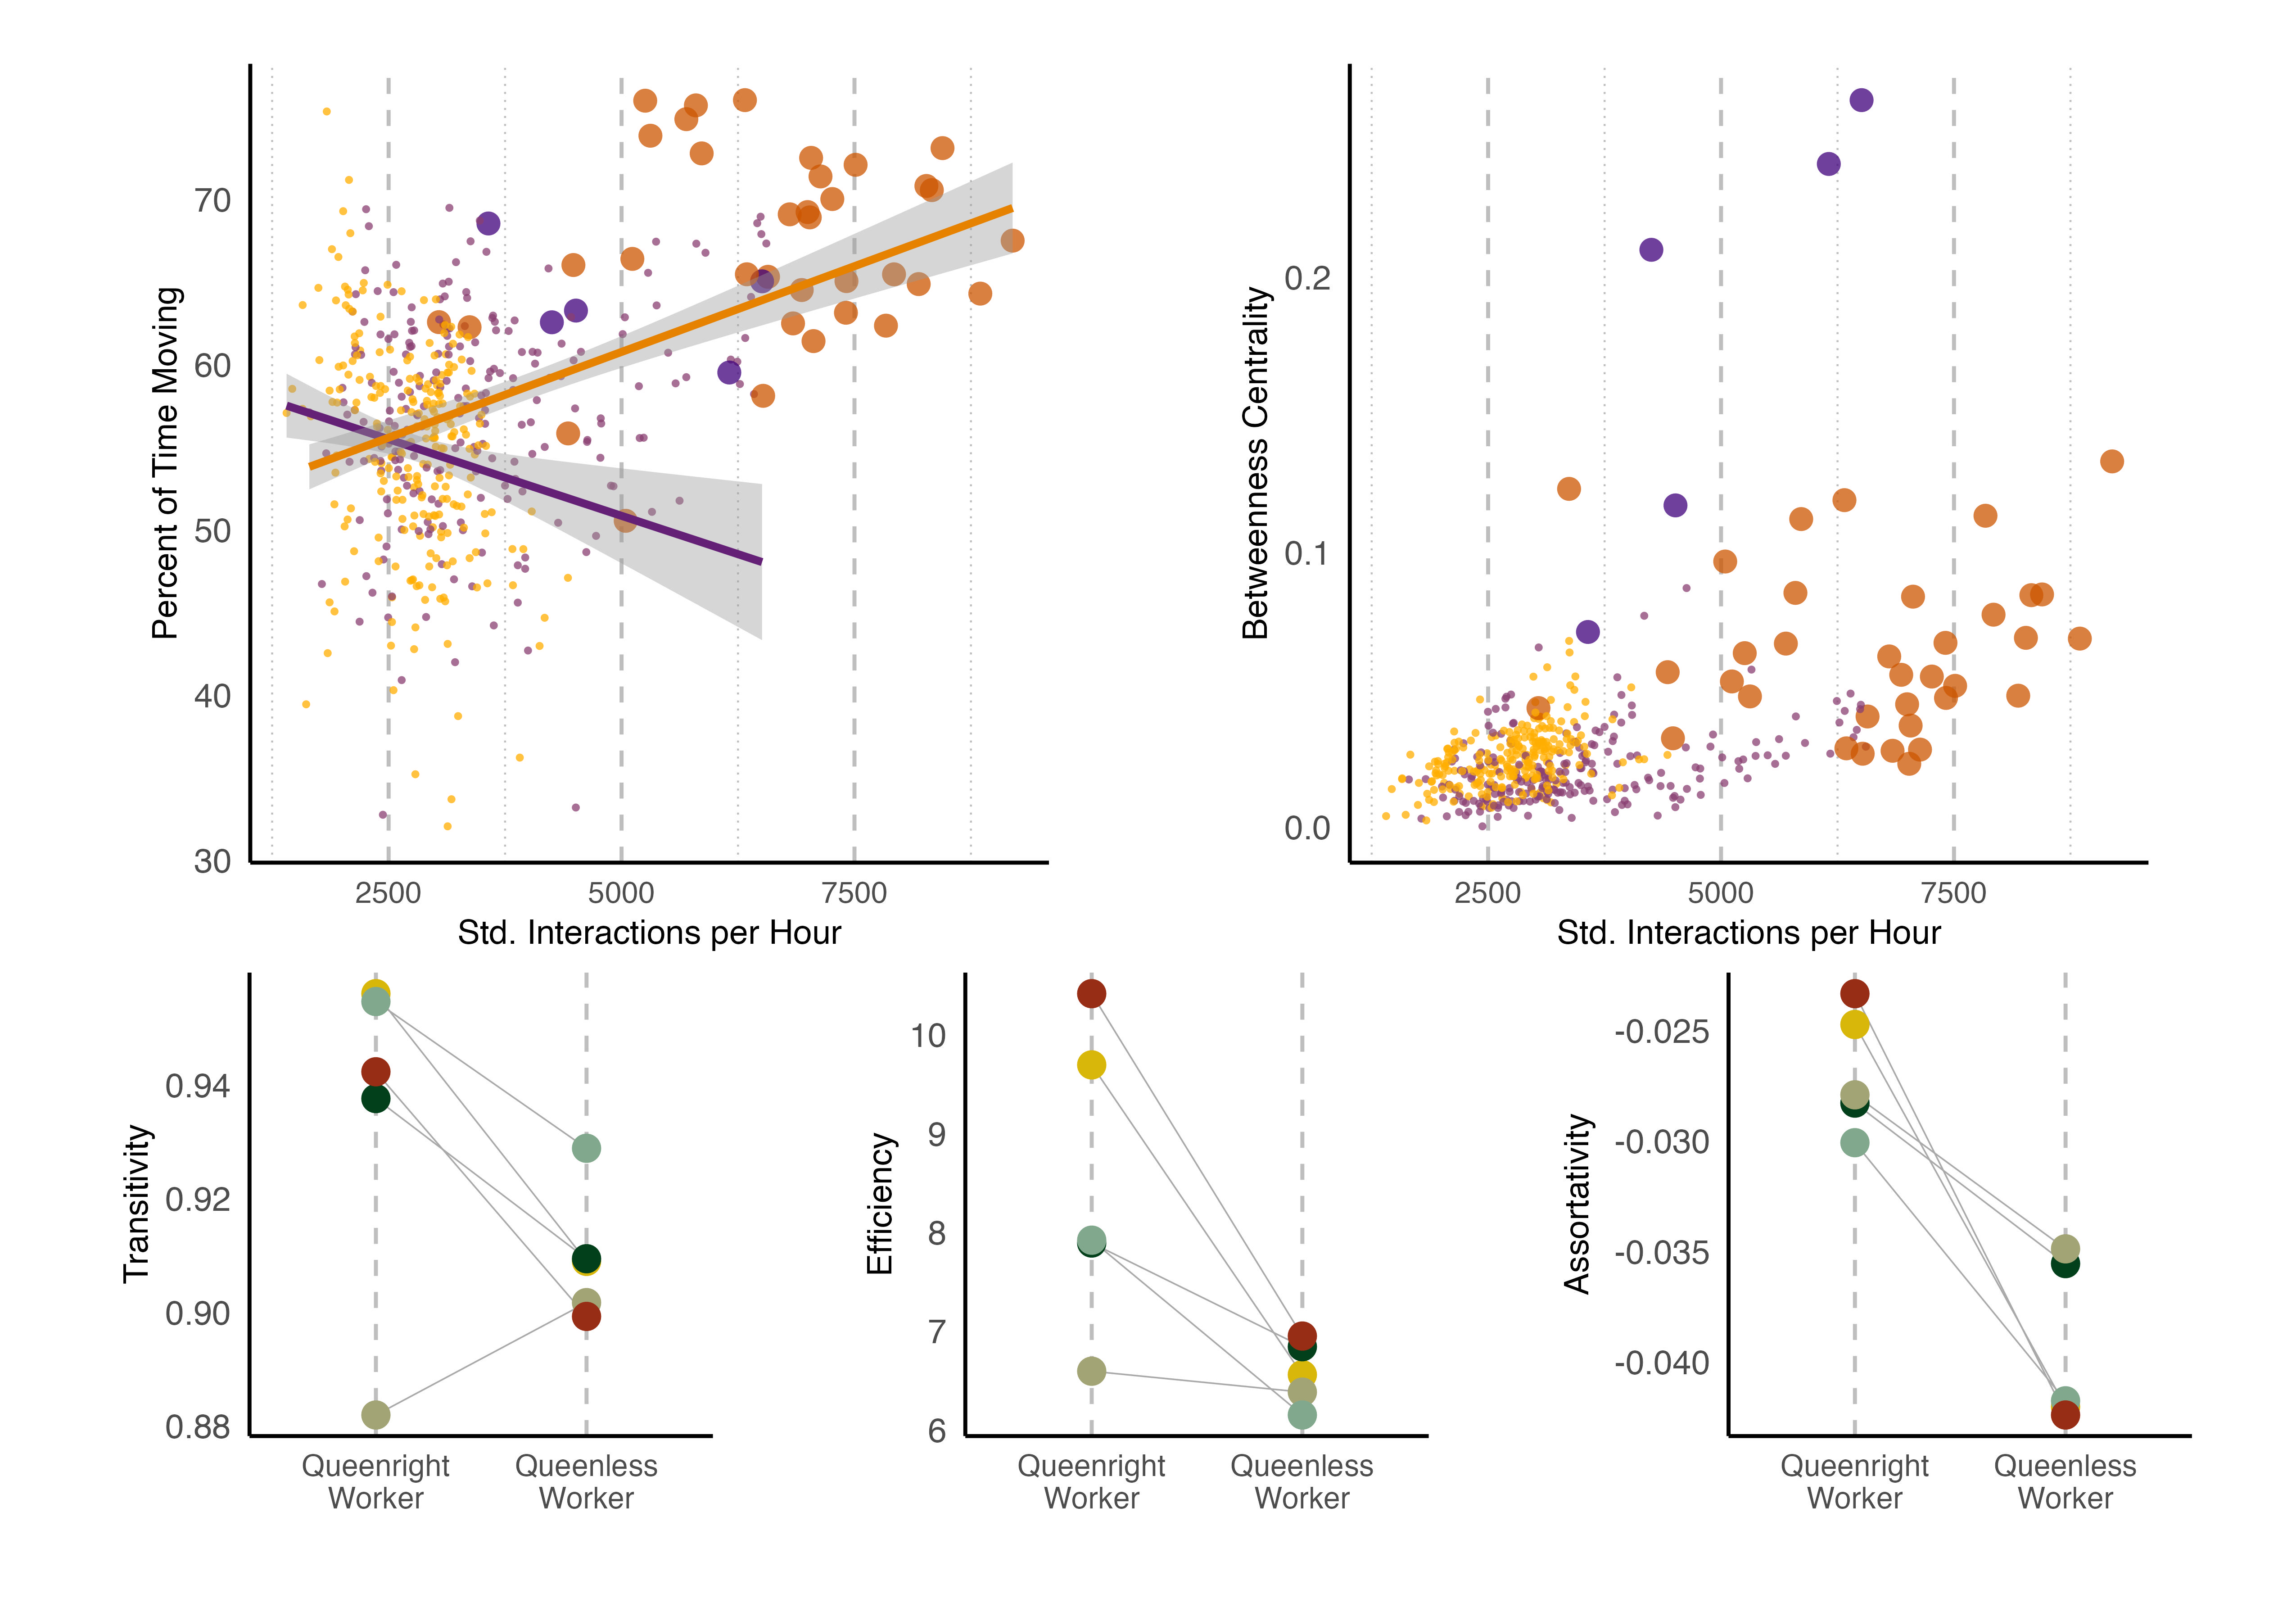 Percent of Time Moving
70
60
50
40
30
2500 5000 7500
Std. Interactions per Hour
Betweenness Centrality
0.2
0.1
0.0
2500 5000 7500
Std. Interactions per Hour
Transitivity
0.94
0.92
0.90
0.88
Queenright Queenless
Worker Worker
Efficiency
10
9
8
7
6
Queenright Queenless
Worker Worker
Assortativity
-0.025
-0.030
-0.035
-0.040
Queenright Queenless
Worker Worker